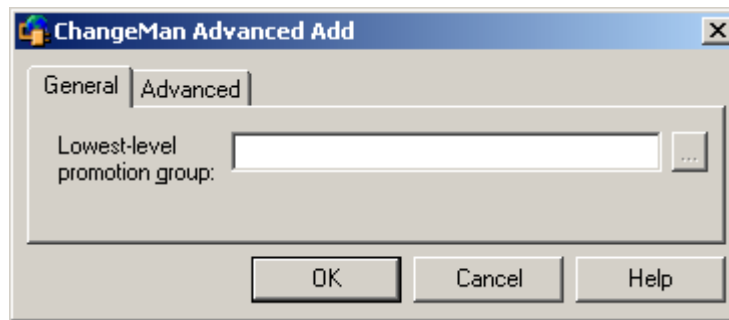 ChangeMan Advanced Add
General Advanced
Lowest-level
promotion group:
...
OK Cancel Help